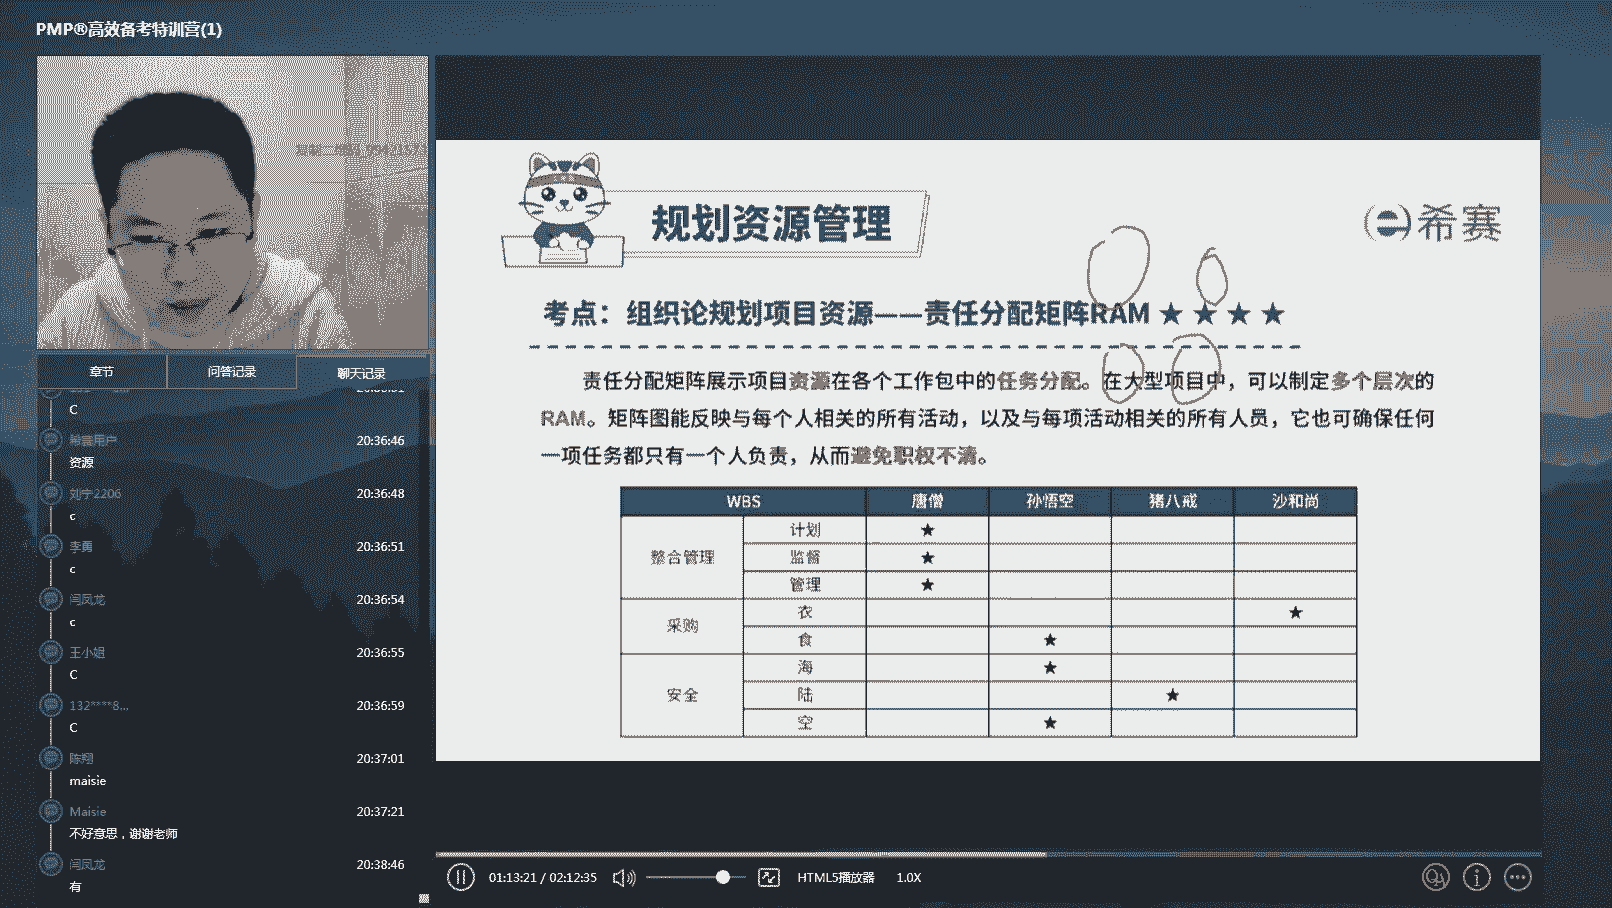 PMP®高效备考特训营(1)
章节
问答记录
聊天记录
C
希赛用户
20:36:46
资源
刘宇2206
20:36:48
c
李勇
20:36:51
c
闫凤龙
20:36:54
c
王小姐
20:36:55
C
132****8...
20:36:59
C
陈翔
20:37:01
maisie
Maisie
20:37:21
不好意思，谢谢老师
闫凤龙
20:38:46
有
规划资源管理
希赛
考点：组织论规划项目资源——责任分配矩阵RAM ★ ★ ★ ★
责任分配矩阵展示项目资源在各个工作包中的任务分配。在大型项目中，可以制定多个层次的
RAM。矩阵图能反映与每个人相关的所有活动，以及与每项活动相关的所有人员，它也可确保任何
一项任务都只有一个人负责，从而避免职权不清。
WBS 唐僧 孙悟空 猪八戒 沙和尚
整合管理 计划 ★
监督 ★
管理 ★
采购 衣 ★
食 ★
安全 海 ★
陆 ★
空 ★
01:13:21 / 02:12:35
HTML5播放器
1.0X